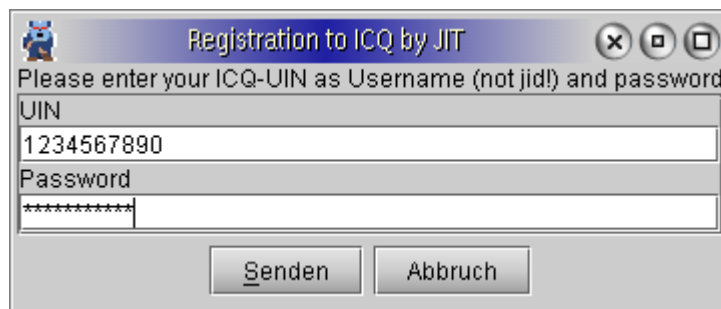 Registration to ICQ by JIT
Please enter your ICQ-UIN as Username (not jid!) and password
UIN
1234567890
Password
***********
Senden Abbruch